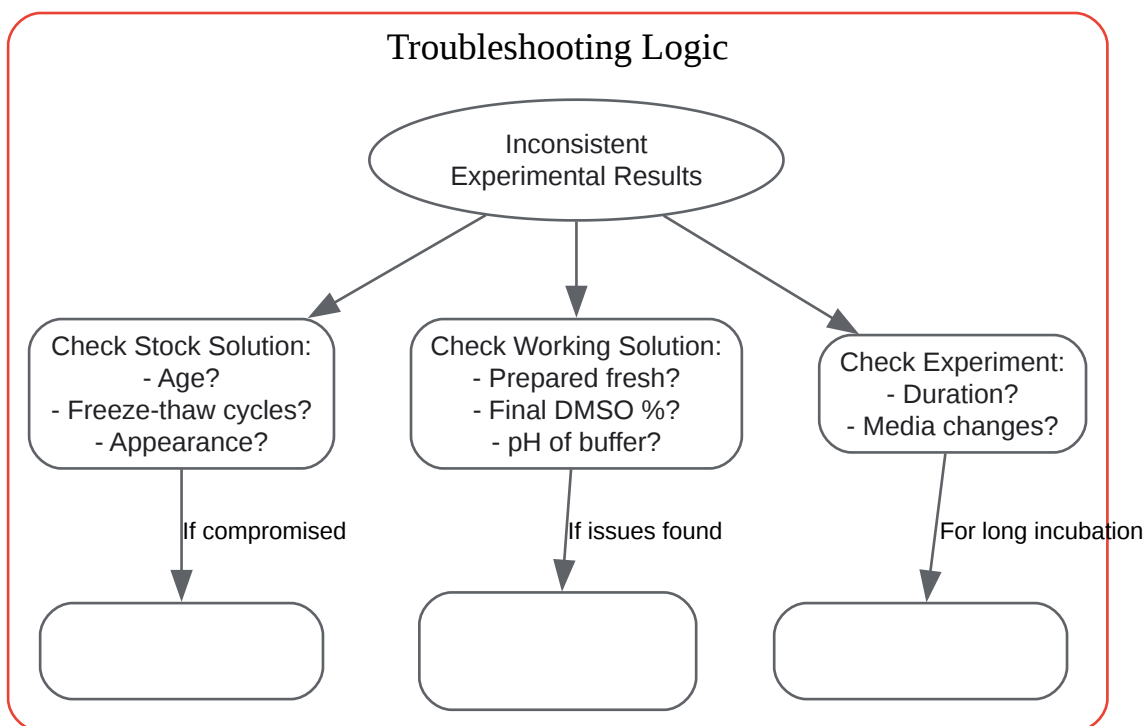 Troubleshooting Logic
Inconsistent
Experimental Results
Check Stock Solution:
- Age?
- Freeze-thaw cycles?
- Appearance?
Check Working Solution:
- Prepared fresh?
- Final DMSO %?
- pH of buffer?
Check Experiment:
- Duration?
- Media changes?
If compromised
If issues found
For long incubation